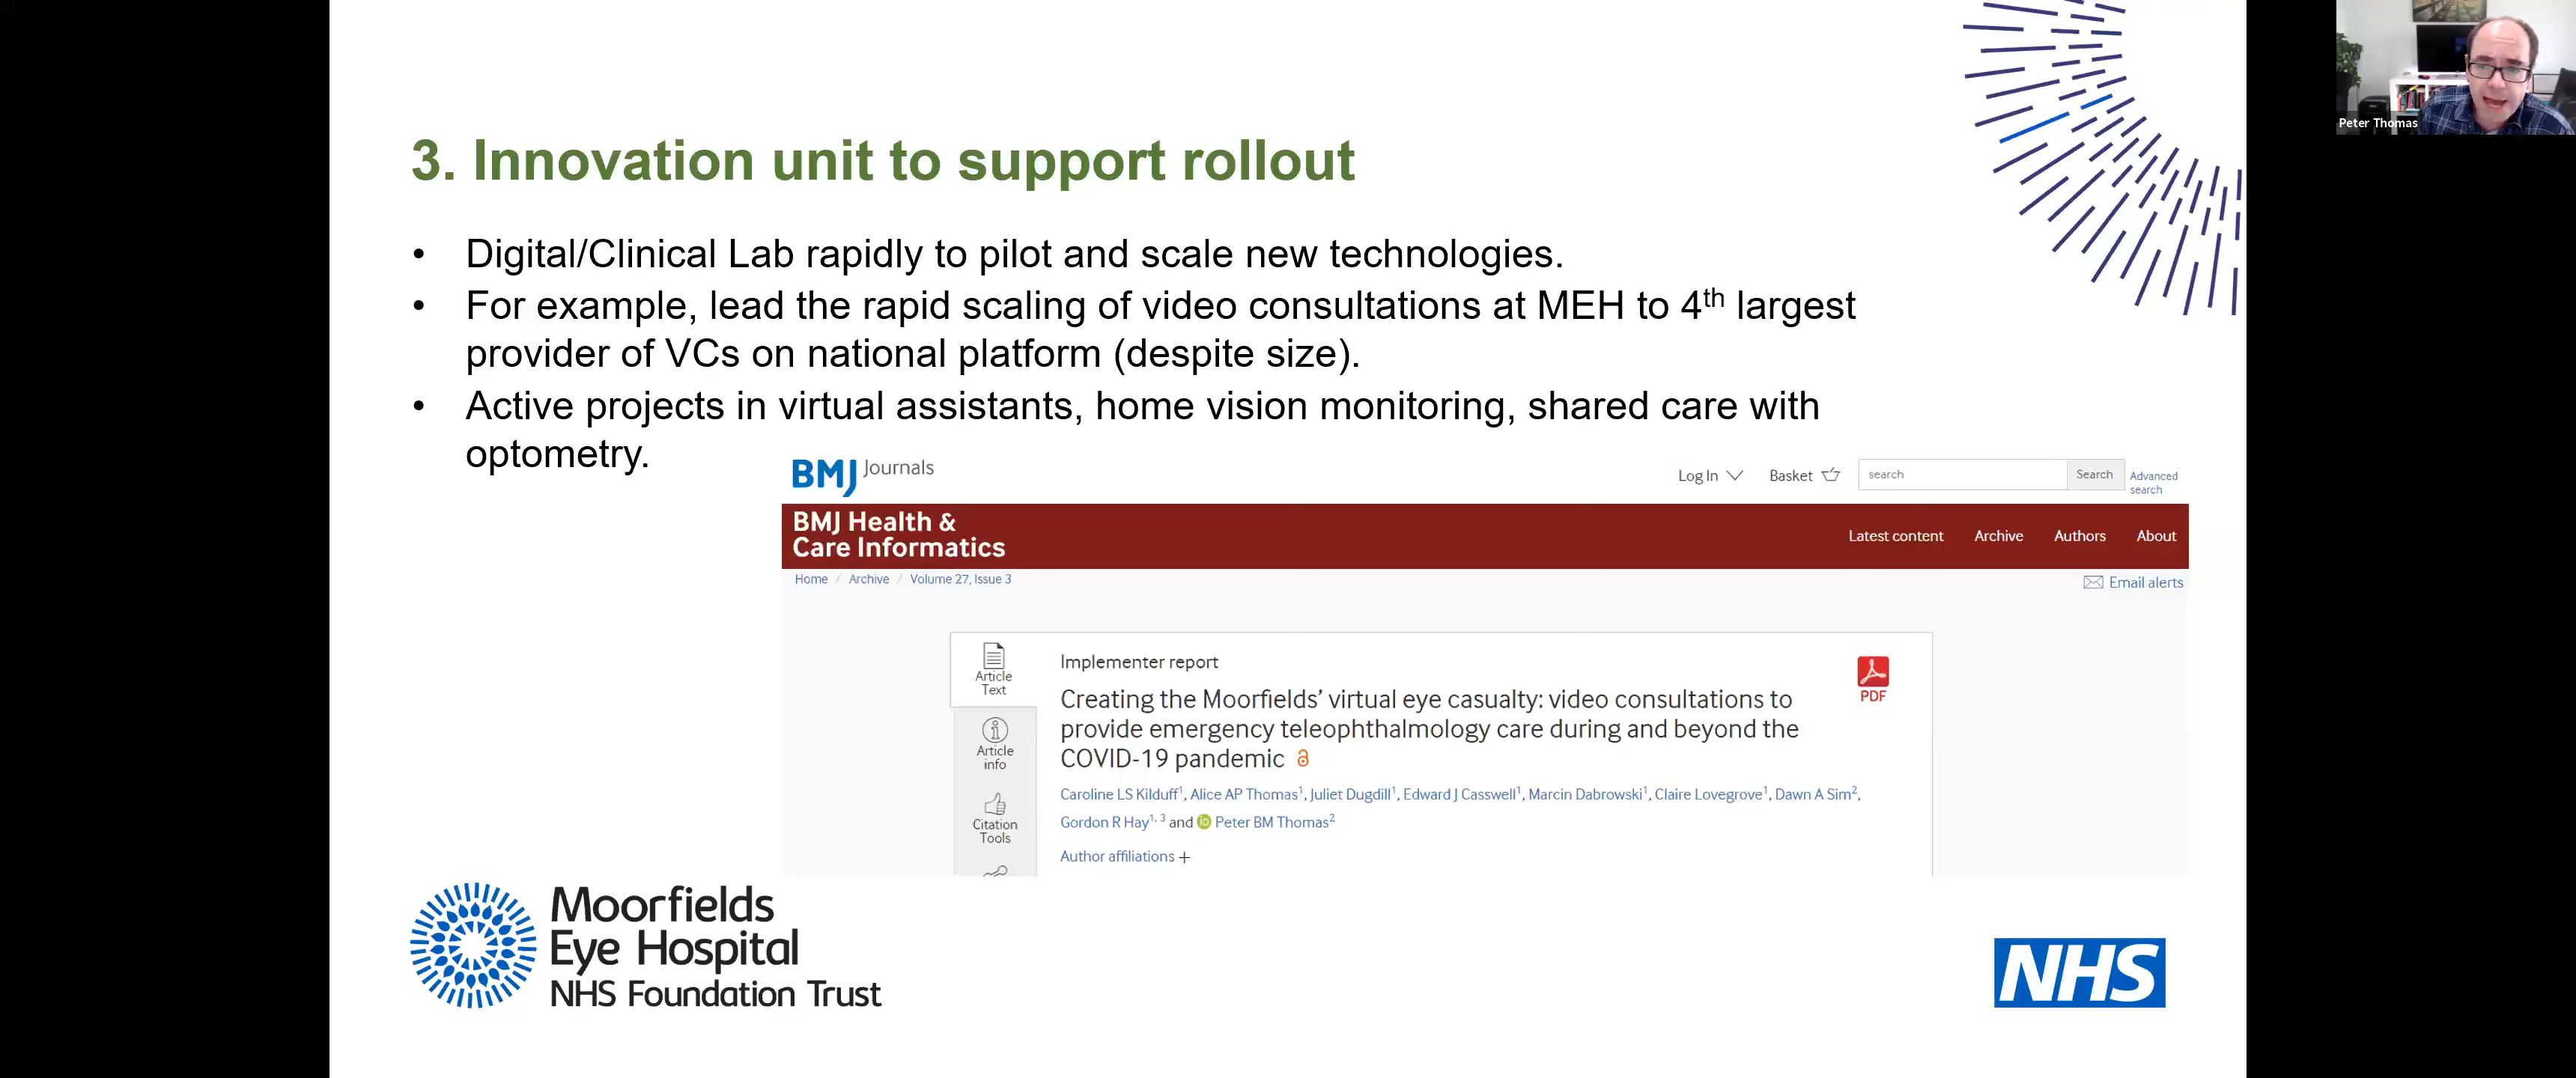 Peter Thomas
3. Innovation unit to support rollout
• Digital/Clinical Lab rapidly to pilot and scale new technologies.
• For example, lead the rapid scaling of video consultations at MEH to 4th largest
provider of VCs on national platform (despite size).
• Active projects in virtual assistants, home vision monitoring, shared care with
optometry.
BMJ Journals
Log In
Basket
search
Search
Advanced
search
BMJ Health &
Care Informatics
Latest content
Archive
Authors
About
Home / Archive / Volume 27, Issue 3
Email alerts
Article
Text
Article
info
Citation
Tools
Implementer report
PDF
Creating the Moorfields’ virtual eye casualty: video consultations to
provide emergency teleophthalmology care during and beyond the
COVID-19 pandemic
Caroline LS Kilduff1, Alice AP Thomas1, Juliet Dugdill1, Edward J Casswell1, Marcin Dabrowski1, Claire Lovegrove1, Dawn A Sim2,
Gordon R Hay1, 3 and iD Peter BM Thomas2
Author affiliations +
Moorfields
Eye Hospital
NHS Foundation Trust
NHS